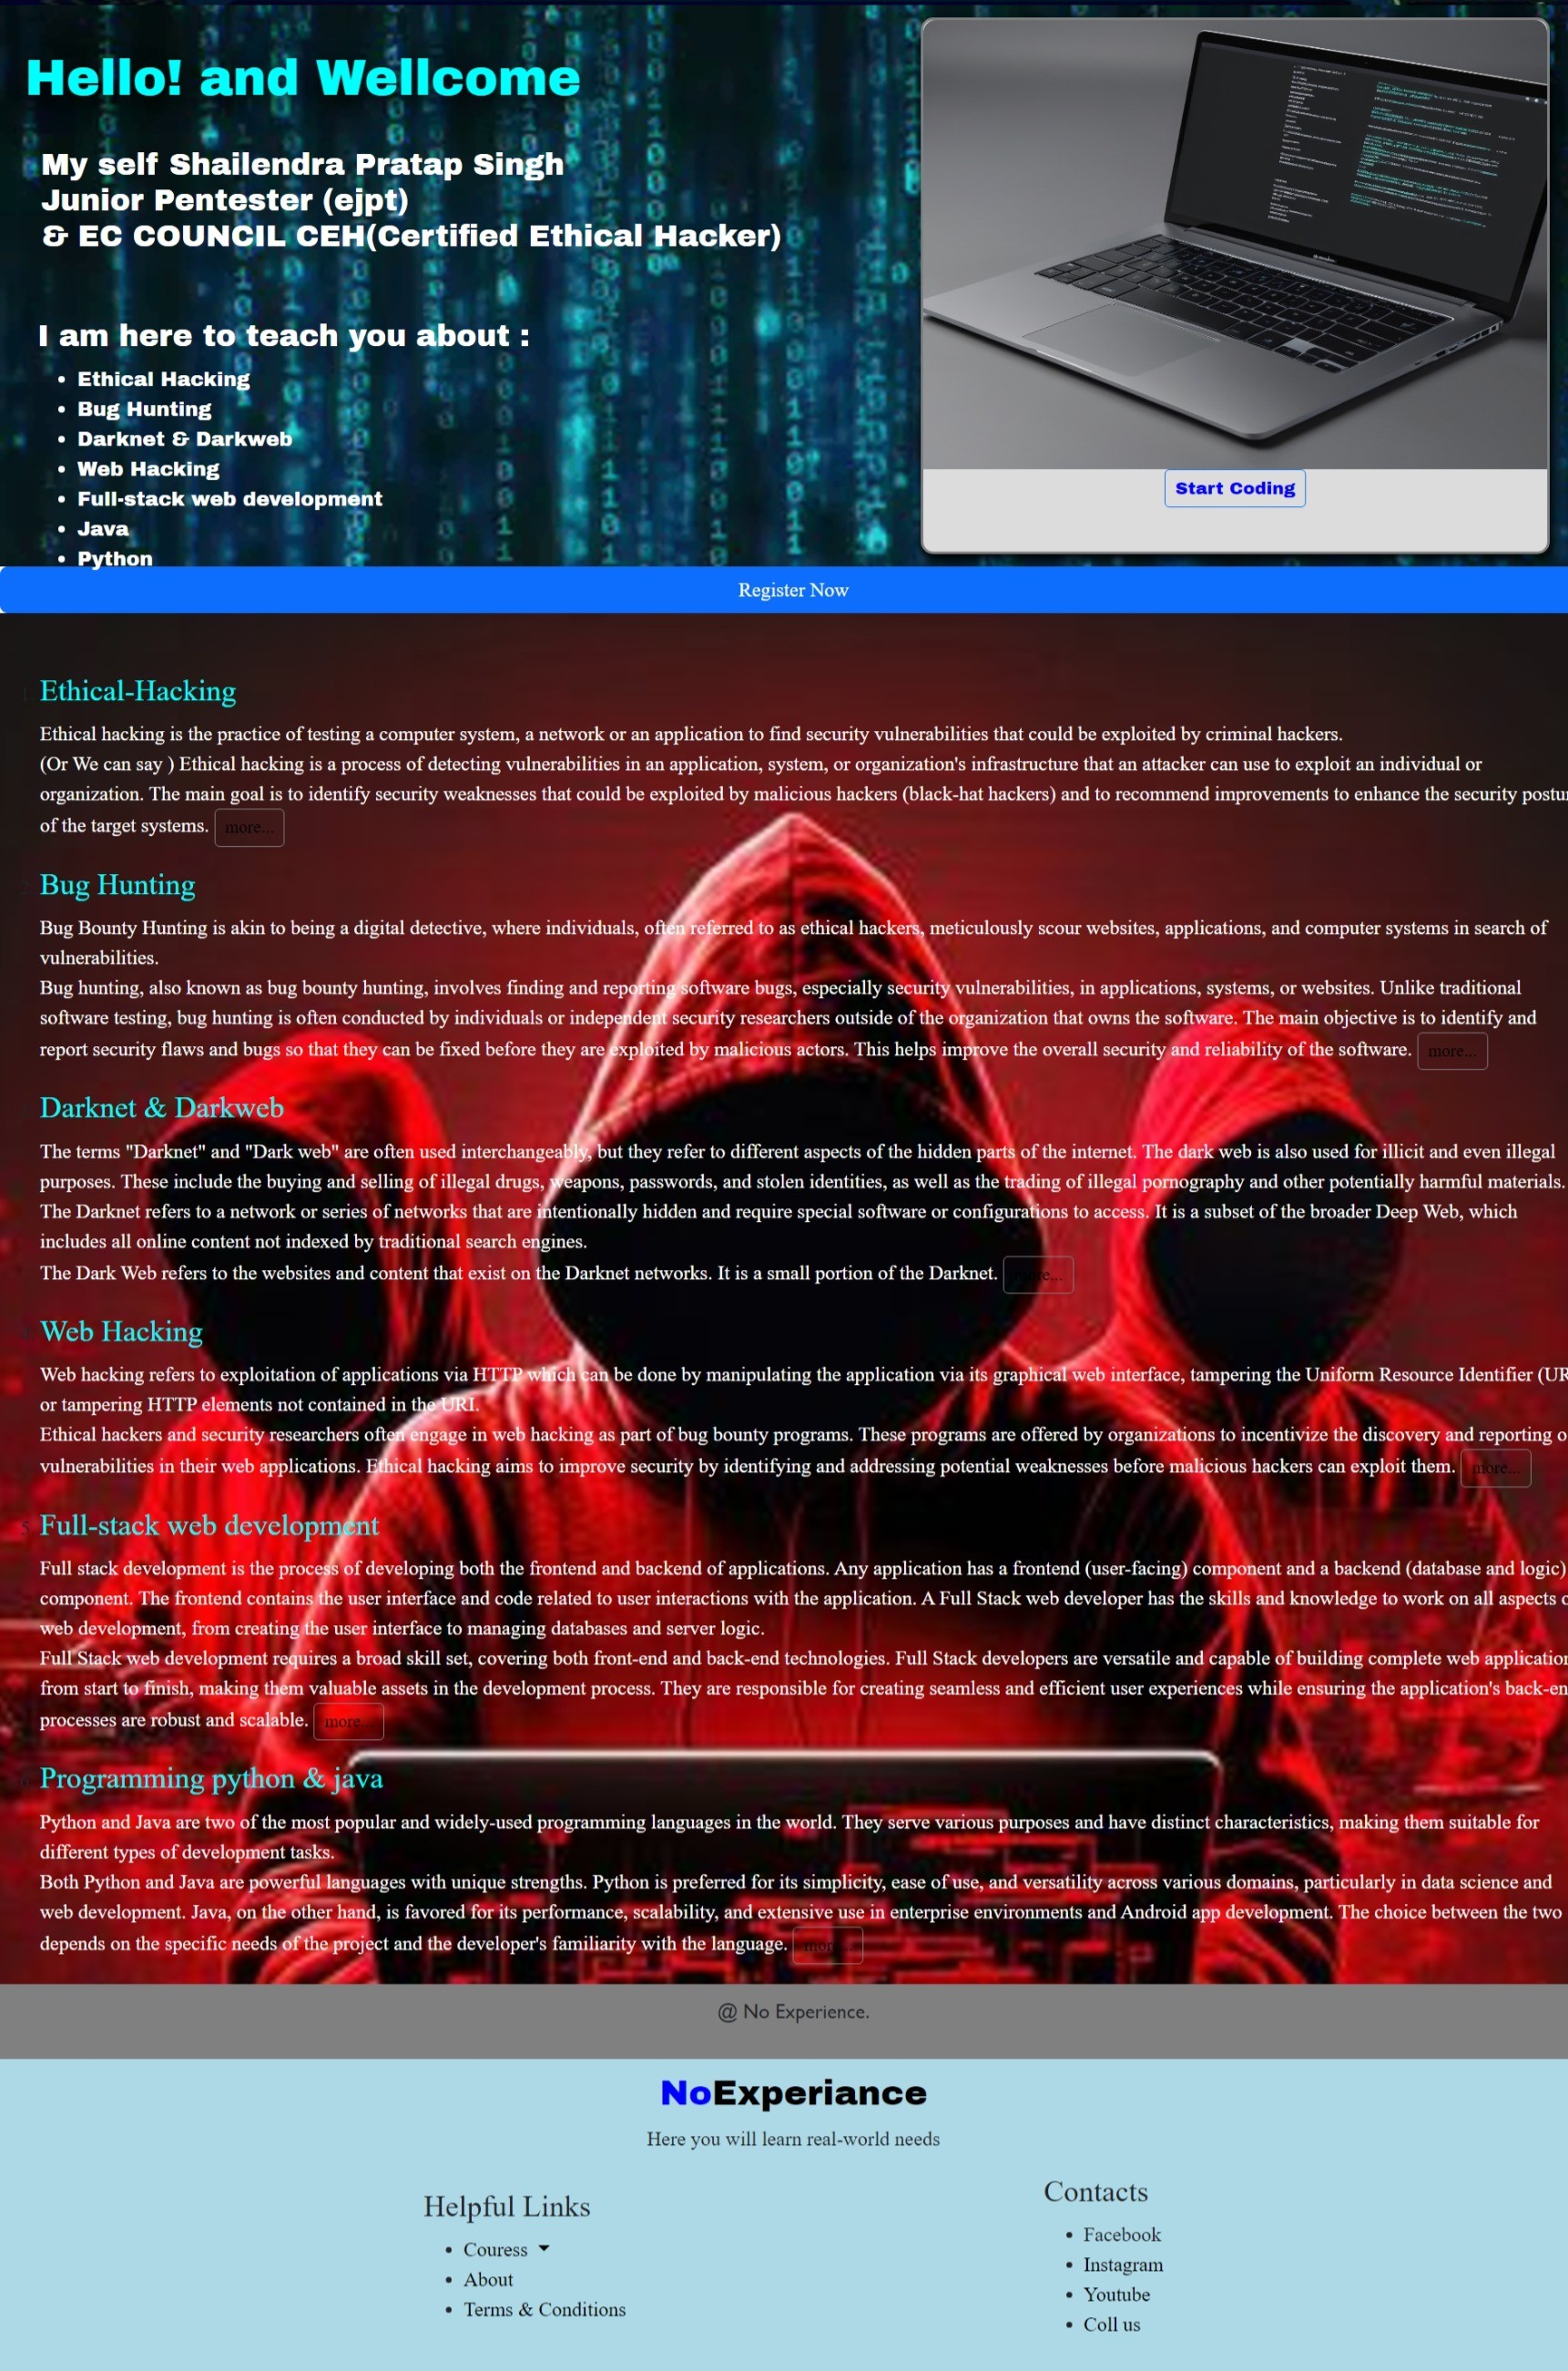 Hello! and Wellcome
My self Shailendra Pratap Singh
Junior Pentester (ejpt)
& EC COUNCIL CEH(Certified Ethical Hacker)
I am here to teach you about :
• Ethical Hacking
• Bug Hunting
• Darknet & Darkweb
• Web Hacking
• Full-stack web development
• Java
• Python
Start Coding
Register Now
Ethical-Hacking
Ethical hacking is the practice of testing a computer system, a network or an application to find security vulnerabilities that could be exploited by criminal hackers.
(Or We can say ) Ethical hacking is a process of detecting vulnerabilities in an application, system, or organization's infrastructure that an attacker can use to exploit an individual or
organization. The main goal is to identify security weaknesses that could be exploited by malicious hackers (black-hat hackers) and to recommend improvements to enhance the security postur
of the target systems. more...
Bug Hunting
Bug Bounty Hunting is akin to being a digital detective, where individuals, often referred to as ethical hackers, meticulously scour websites, applications, and computer systems in search of
vulnerabilities.
Bug hunting, also known as bug bounty hunting, involves finding and reporting software bugs, especially security vulnerabilities, in applications, systems, or websites. Unlike traditional
software testing, bug hunting is often conducted by individuals or independent security researchers outside of the organization that owns the software. The main objective is to identify and
report security flaws and bugs so that they can be fixed before they are exploited by malicious actors. This helps improve the overall security and reliability of the software. more...
Darknet & Darkweb
The terms "Darknet" and "Dark web" are often used interchangeably, but they refer to different aspects of the hidden parts of the internet. The dark web is also used for illicit and even illegal
purposes. These include the buying and selling of illegal drugs, weapons, passwords, and stolen identities, as well as the trading of illegal pornography and other potentially harmful materials.
The Darknet refers to a network or series of networks that are intentionally hidden and require special software or configurations to access. It is a subset of the broader Deep Web, which
includes all online content not indexed by traditional search engines.
The Dark Web refers to the websites and content that exist on the Darknet networks. It is a small portion of the Darknet. more...
Web Hacking
Web hacking refers to exploitation of applications via HTTP which can be done by manipulating the application via its graphical web interface, tampering the Uniform Resource Identifier (UR
or tampering HTTP elements not contained in the URI.
Ethical hackers and security researchers often engage in web hacking as part of bug bounty programs. These programs are offered by organizations to incentivize the discovery and reporting o
vulnerabilities in their web applications. Ethical hacking aims to improve security by identifying and addressing potential weaknesses before malicious hackers can exploit them. more...
5. Full-stack web development
Full stack development is the process of developing both the frontend and backend of applications. Any application has a frontend (user-facing) component and a backend (database and logic)
component. The frontend contains the user interface and code related to user interactions with the application. A Full Stack web developer has the skills and knowledge to work on all aspects o
web development, from creating the user interface to managing databases and server logic.
Full Stack web development requires a broad skill set, covering both front-end and back-end technologies. Full Stack developers are versatile and capable of building complete web application
from start to finish, making them valuable assets in the development process. They are responsible for creating seamless and efficient user experiences while ensuring the application's back-en
processes are robust and scalable. more...
Programming python & java
Python and Java are two of the most popular and widely-used programming languages in the world. They serve various purposes and have distinct characteristics, making them suitable for
different types of development tasks.
Both Python and Java are powerful languages with unique strengths. Python is preferred for its simplicity, ease of use, and versatility across various domains, particularly in data science and
web development. Java, on the other hand, is favored for its performance, scalability, and extensive use in enterprise environments and Android app development. The choice between the two
depends on the specific needs of the project and the developer's familiarity with the language. more...
@ No Experience.
NoExperiance
Here you will learn real-world needs
Helpful Links
• Couress
• About
• Terms & Conditions
Contacts
• Facebook
• Instagram
• Youtube
• Coll us